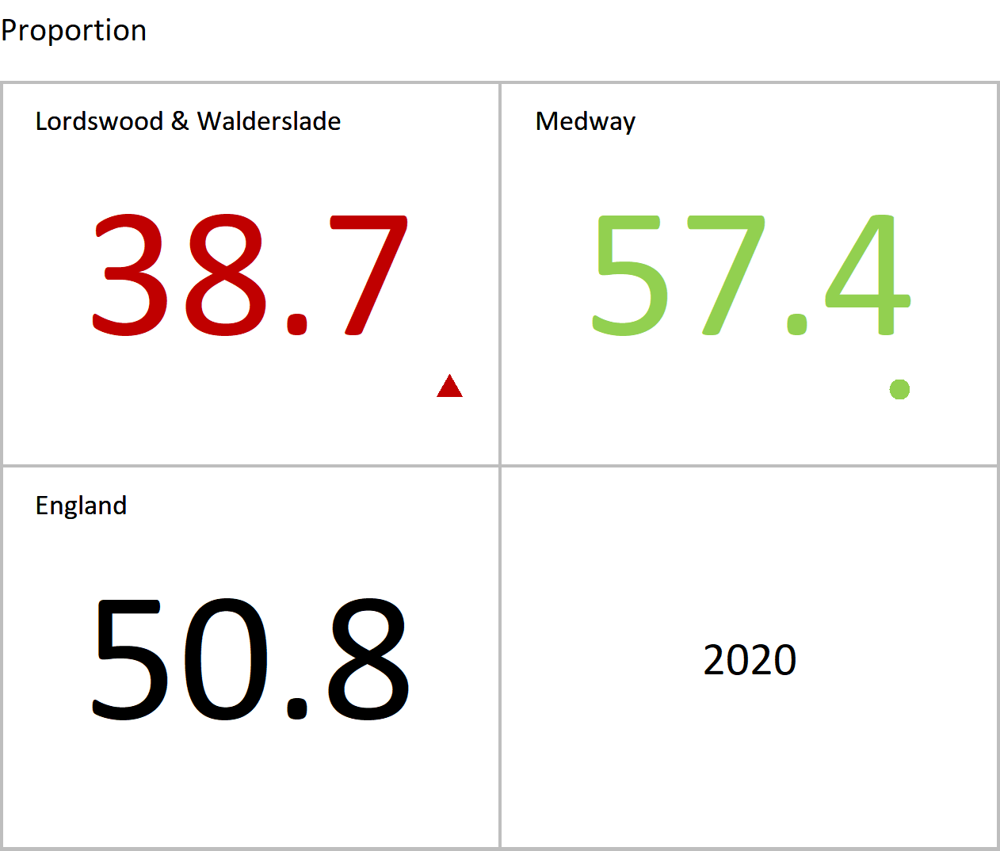 Proportion
Lordswood & Walderslade
Medway
38.7
57.4
England
50.8
2020